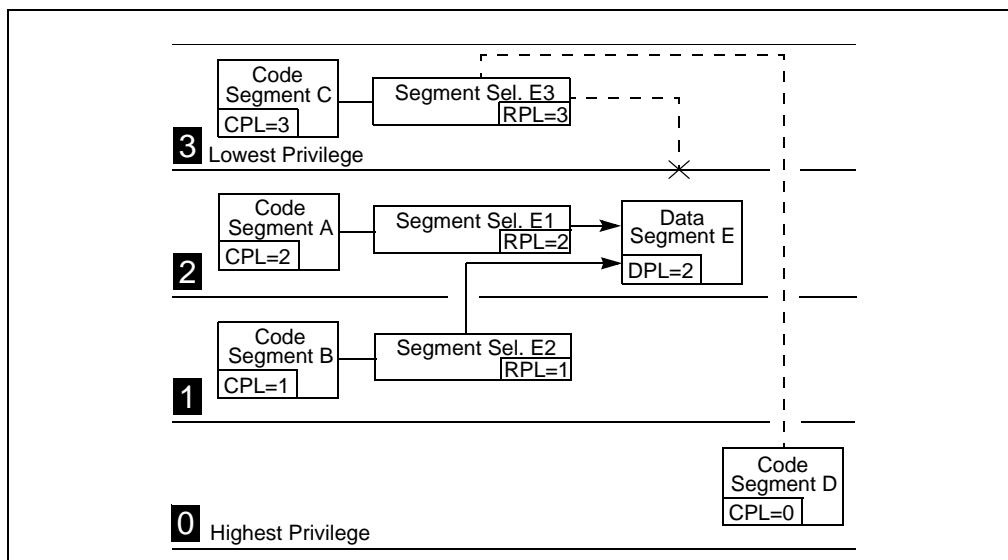 Code
Segment C
CPL=3
Segment Sel. E3
RPL=3
3
Lowest Privilege
Code
Segment A
CPL=2
Segment Sel. E1
RPL=2
Data
Segment E
DPL=2
2
Code
Segment B
CPL=1
Segment Sel. E2
RPL=1
1
Code
Segment D
CPL=0
0
Highest Privilege